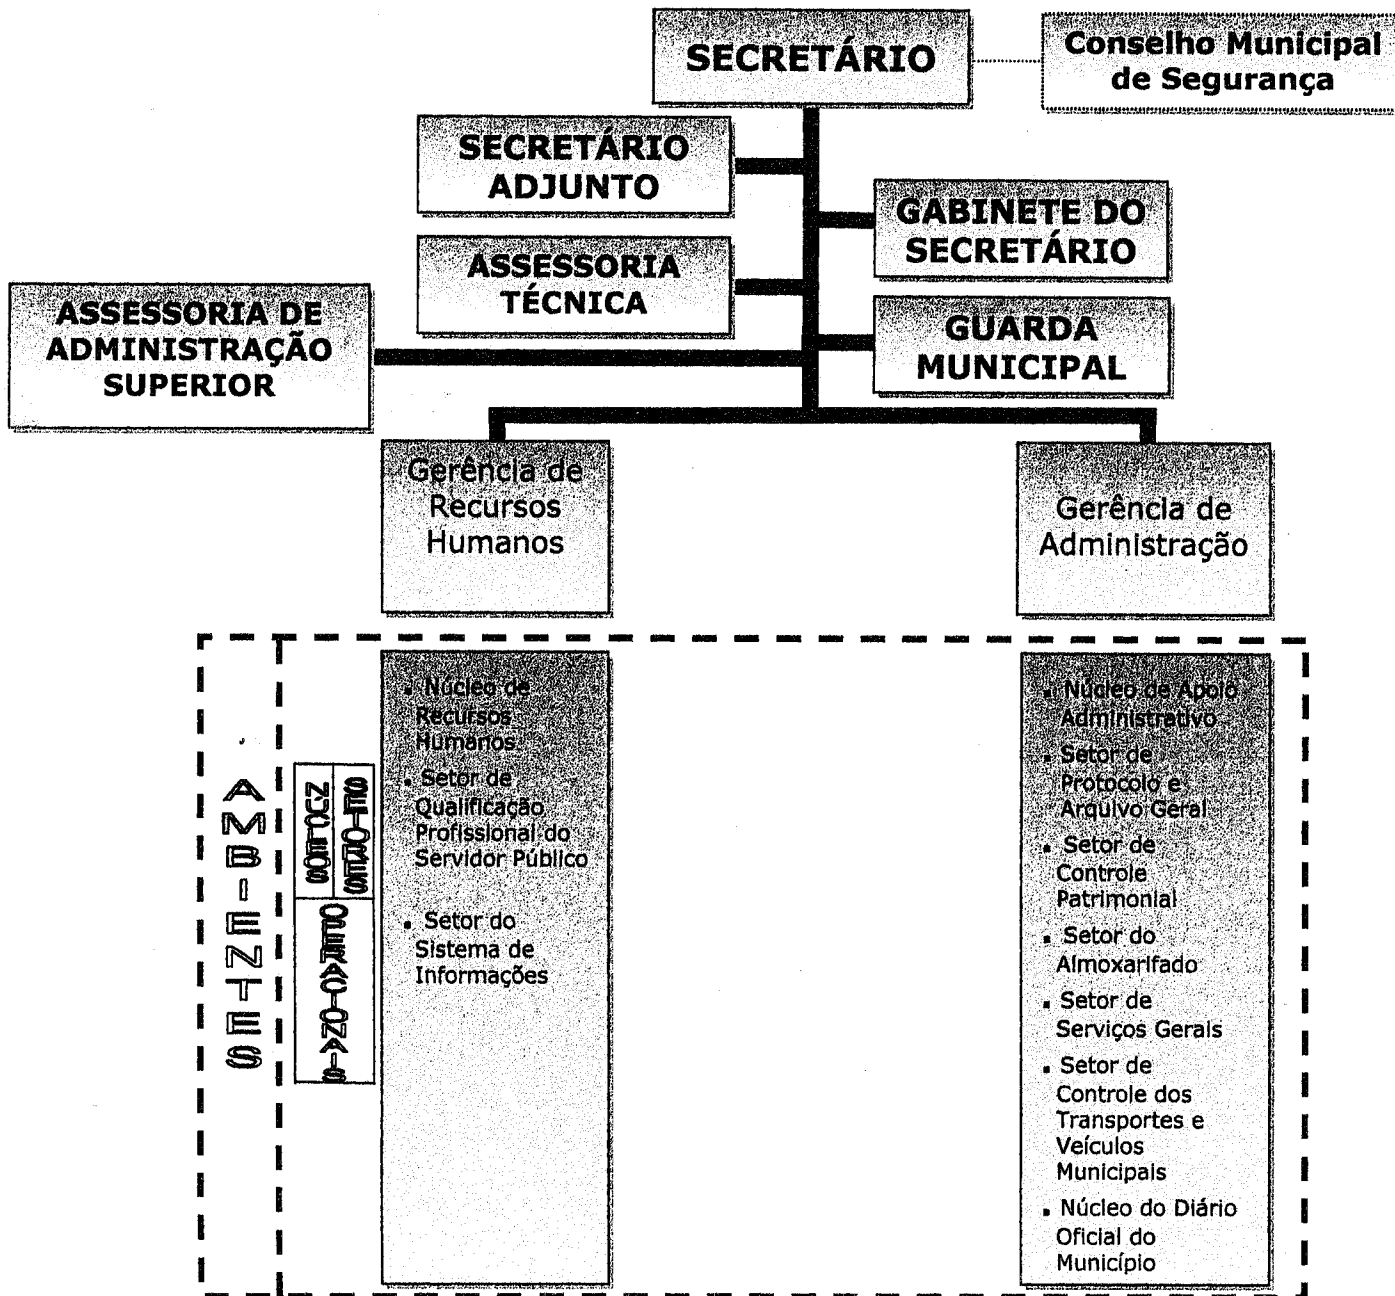 SECRETÁRIO
Conselho Municipal
de Segurança
SECRETÁRIO
ADJUNTO
GABINETE DO
SECRETÁRIO
ASSESSORIA
TÉCNICA
ASSESSORIA DE
ADMINISTRAÇÃO
SUPERIOR
GUARDA
MUNICIPAL
Gerência de
Recursos
Humanos
Gerência de
Administração
AMBIENTES
NÚCLEOS
SETORES
OPERACIONAIS
▪ Núcleo de
Recursos
Humanos
▪ Setor de
Qualificação
Profissional do
Servidor Público
▪ Setor do
Sistema de
Informações
▪ Núcleo de Apoio
Administrativo
▪ Setor de
Protocolo e
Arquivo Geral
▪ Setor de
Controle
Patrimonial
▪ Setor do
Almoxarifado
▪ Setor de
Serviços Gerais
▪ Setor de
Controle dos
Transportes e
Veículos
Municipais
▪ Núcleo do Diário
Oficial do
Município